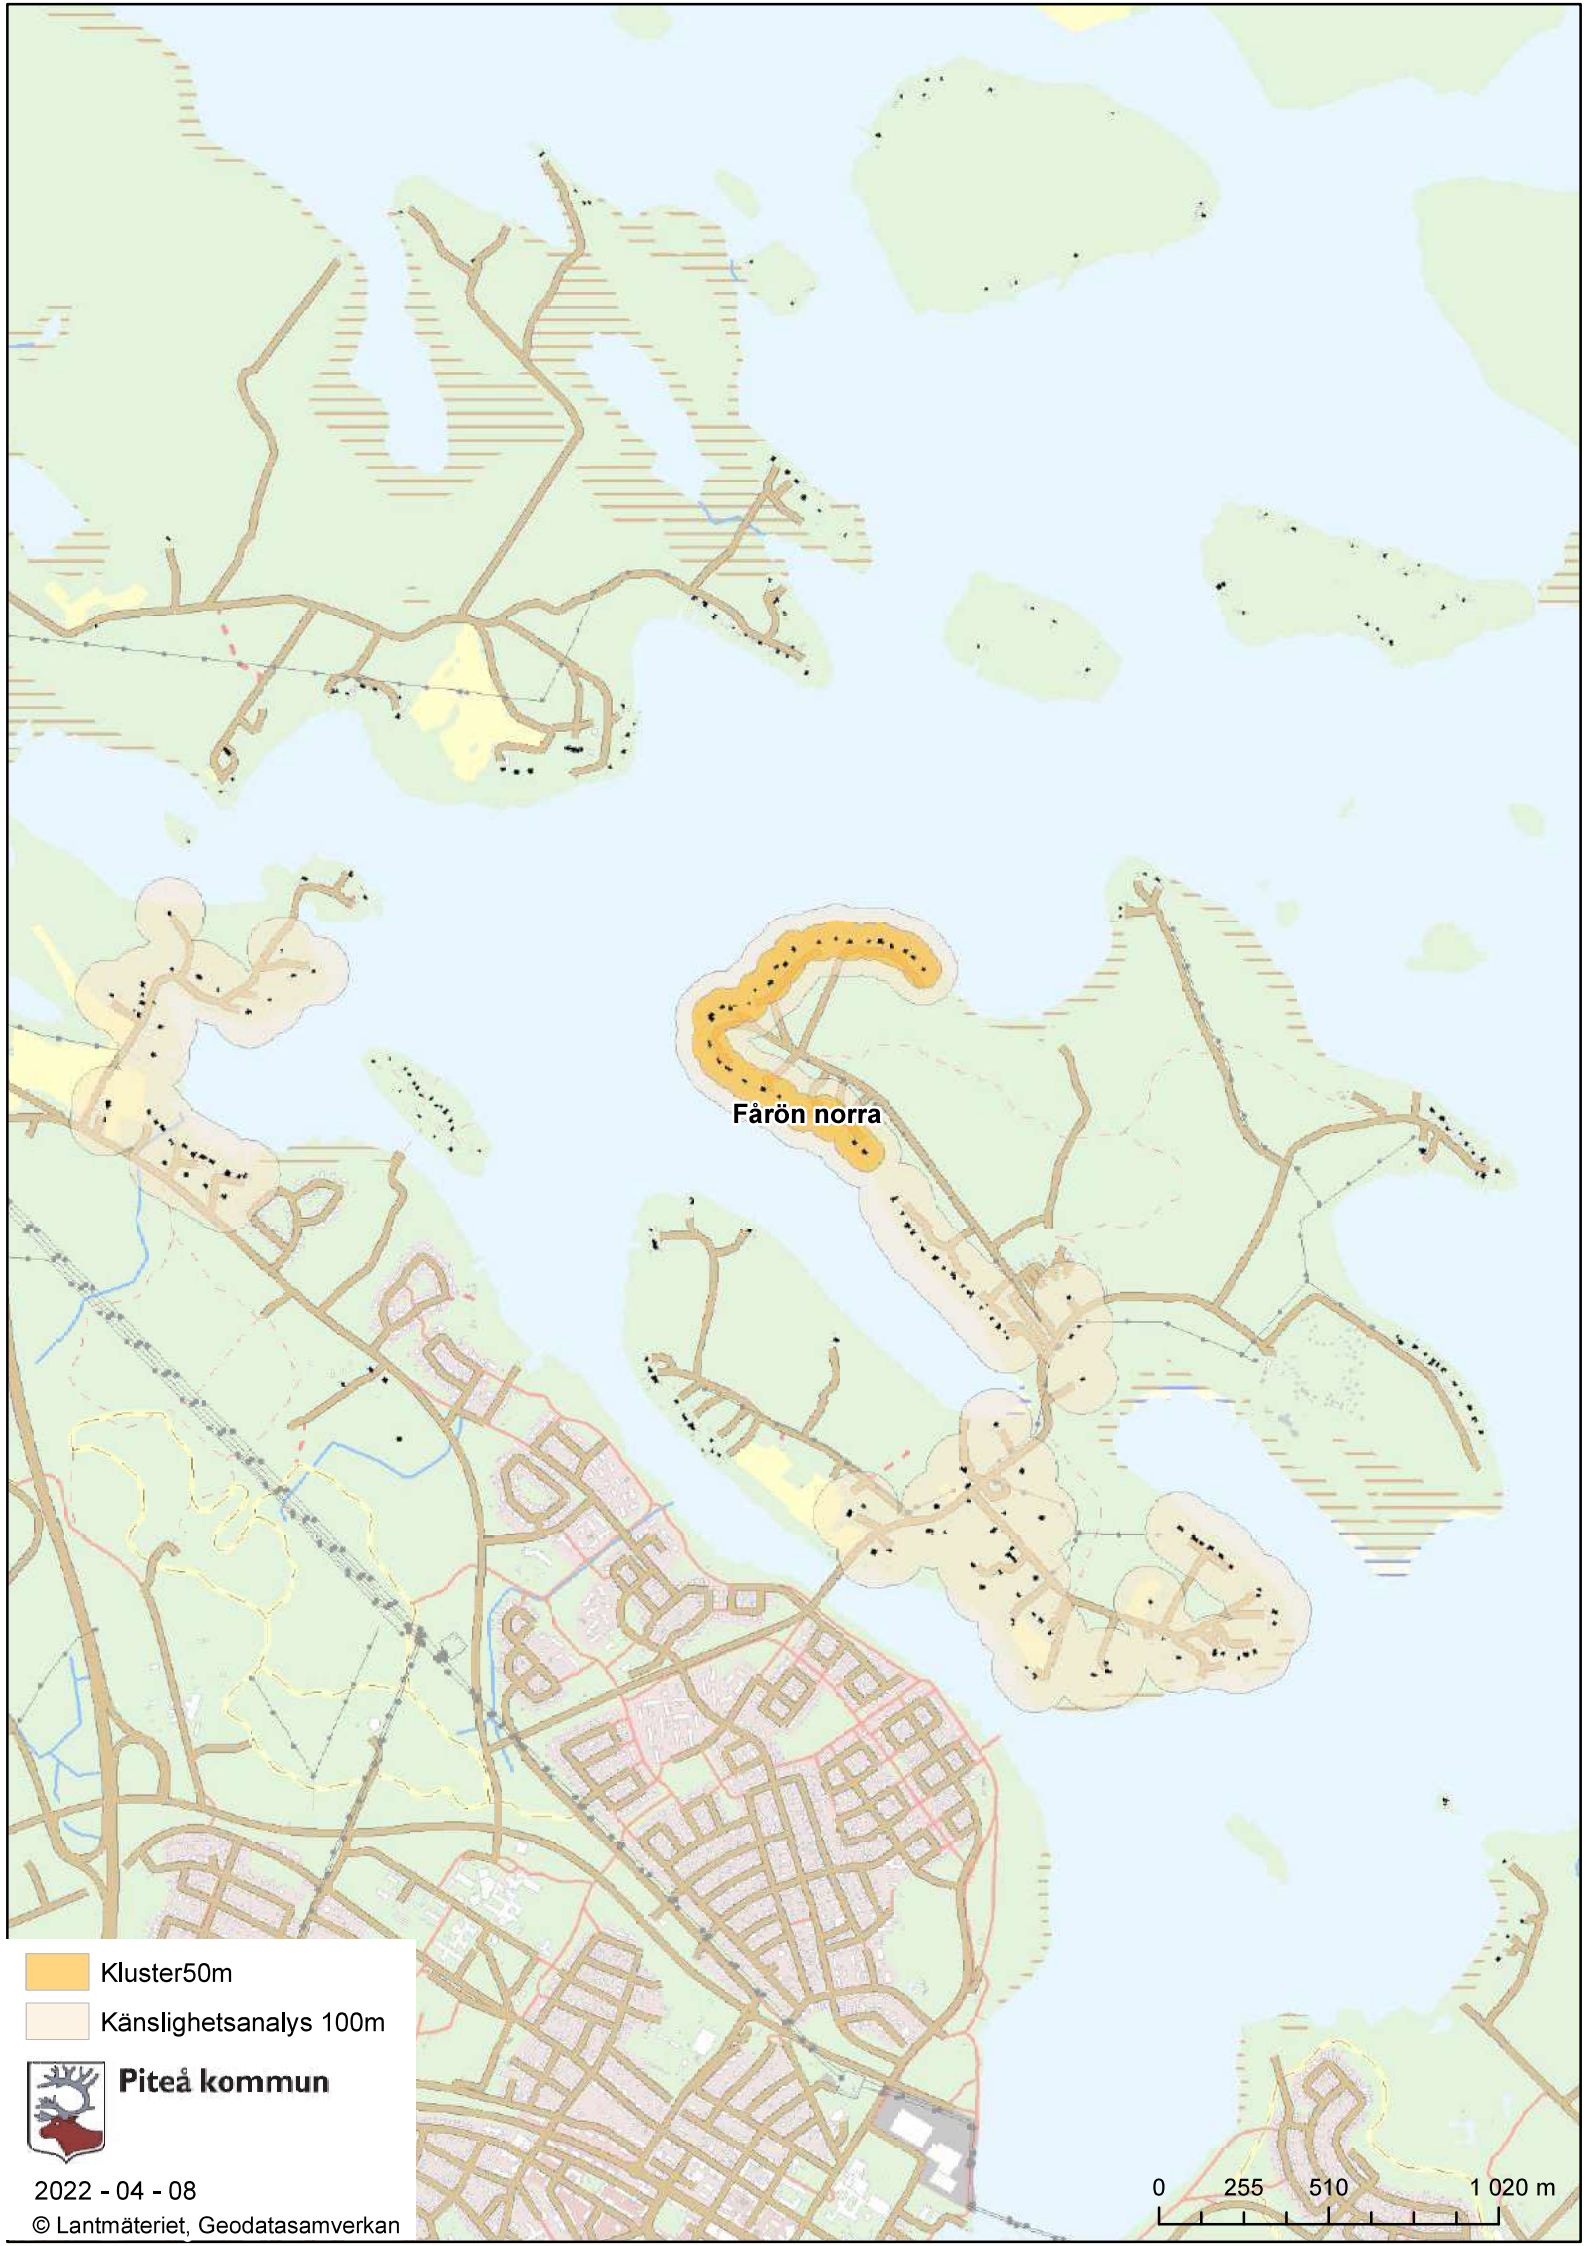 Fårön norra
Kluster50m
Känslighetsanalys 100m
Piteå kommun
2022 - 04 - 08
© Lantmäteriet, Geodatasamverkan
0 255 510 1 020 m